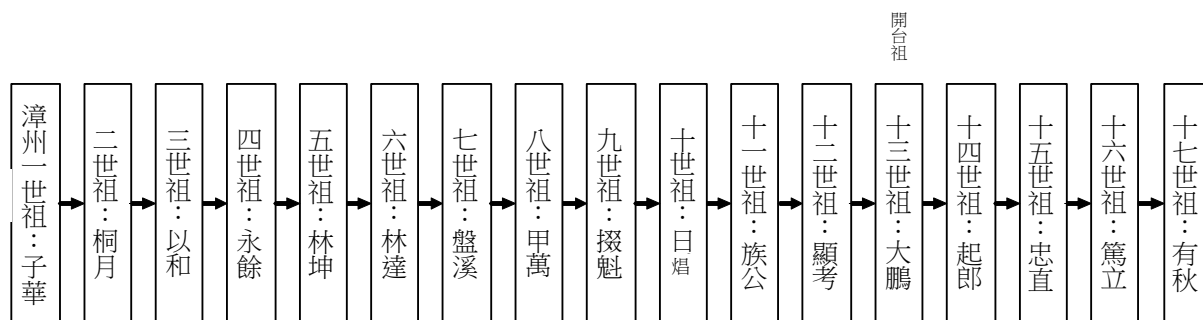 開台祖
漳州一世祖：子華
二世祖：桐月
三世祖：以和
四世祖：永餘
五世祖：林坤
六世祖：林達
七世祖：盤溪
八世祖：甲萬
九世祖：掇魁
十世祖：日焻
十一世祖：族公
十二世祖：顯考
十三世祖：大鵬
十四世祖：起郎
十五世祖：忠直
十六世祖：篤立
十七世祖：有秋